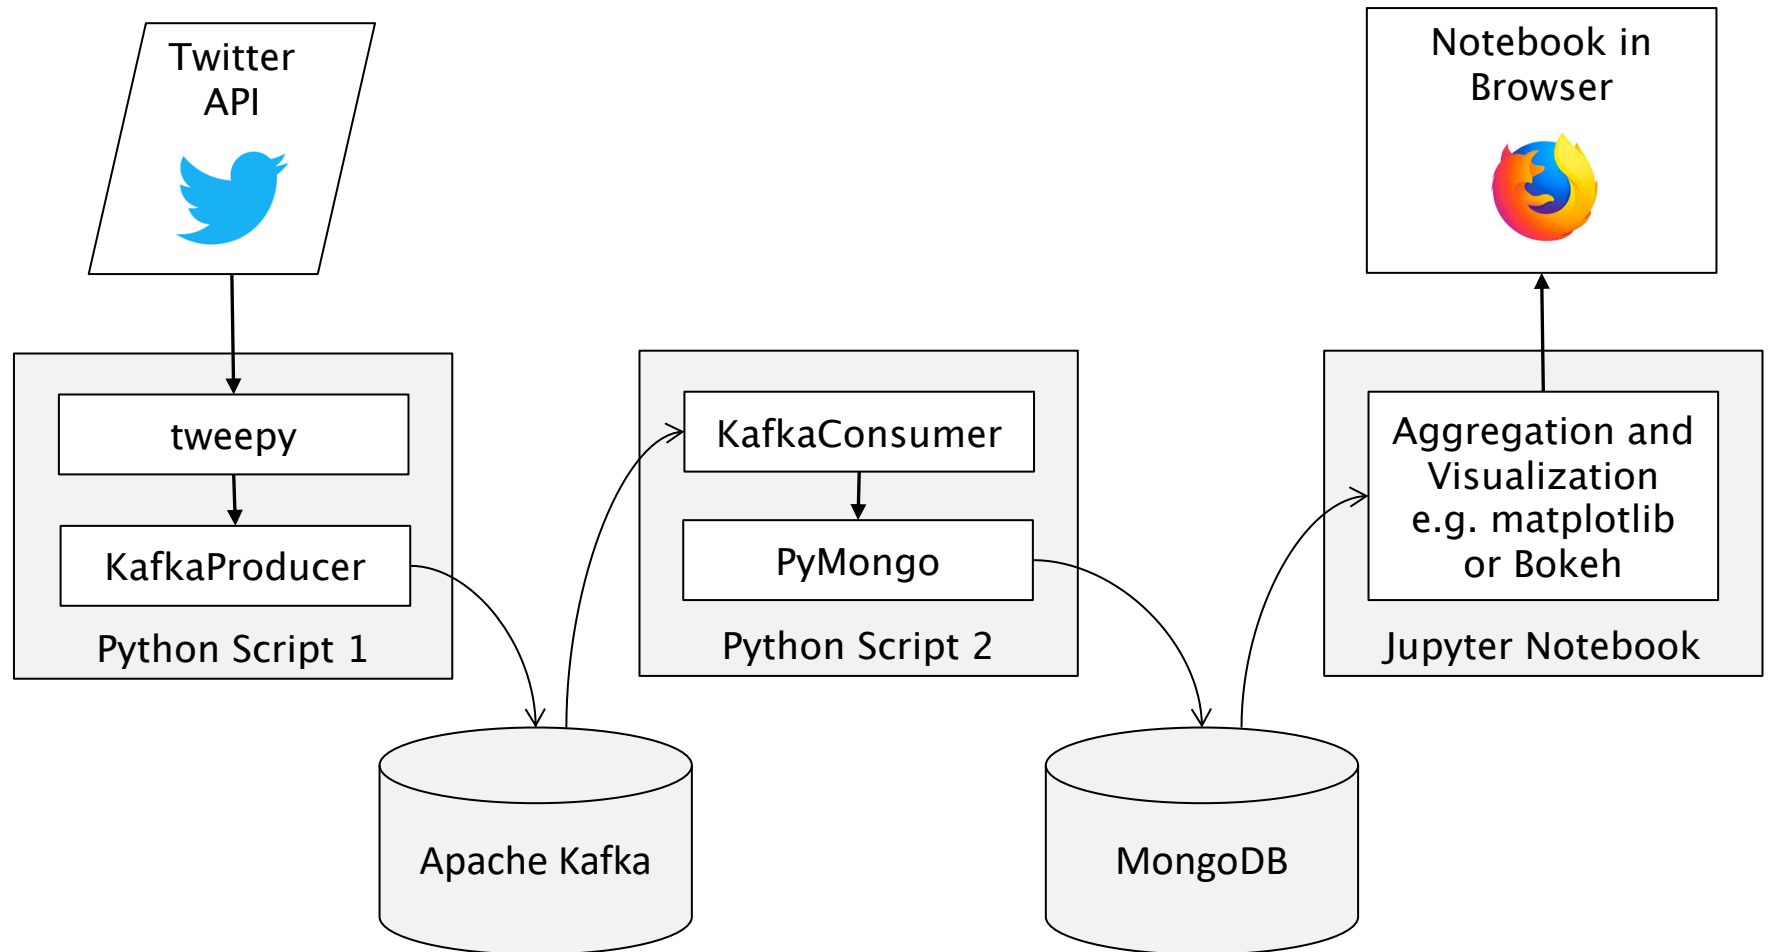 Twitter
API
tweepy
KafkaProducer
Python Script 1
Apache Kafka
KafkaConsumer
PyMongo
Python Script 2
MongoDB
Aggregation and
Visualization
e.g. matplotlib
or Bokeh
Jupyter Notebook
Notebook in
Browser